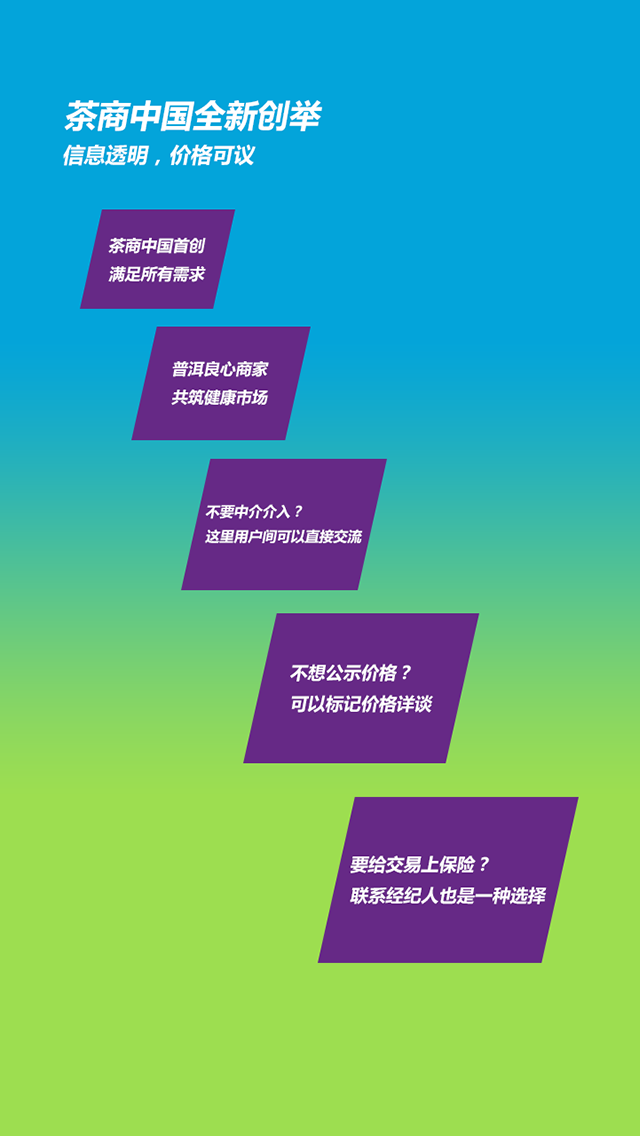 茶商中国全新创举
信息透明，价格可议
茶商中国首创
满足所有需求
普洱良心商家
共筑健康市场
不要中介介入？
这里用户间可以直接交流
不想公示价格？
可以标记价格详谈
要给交易上保险？
联系经纪人也是一种选择